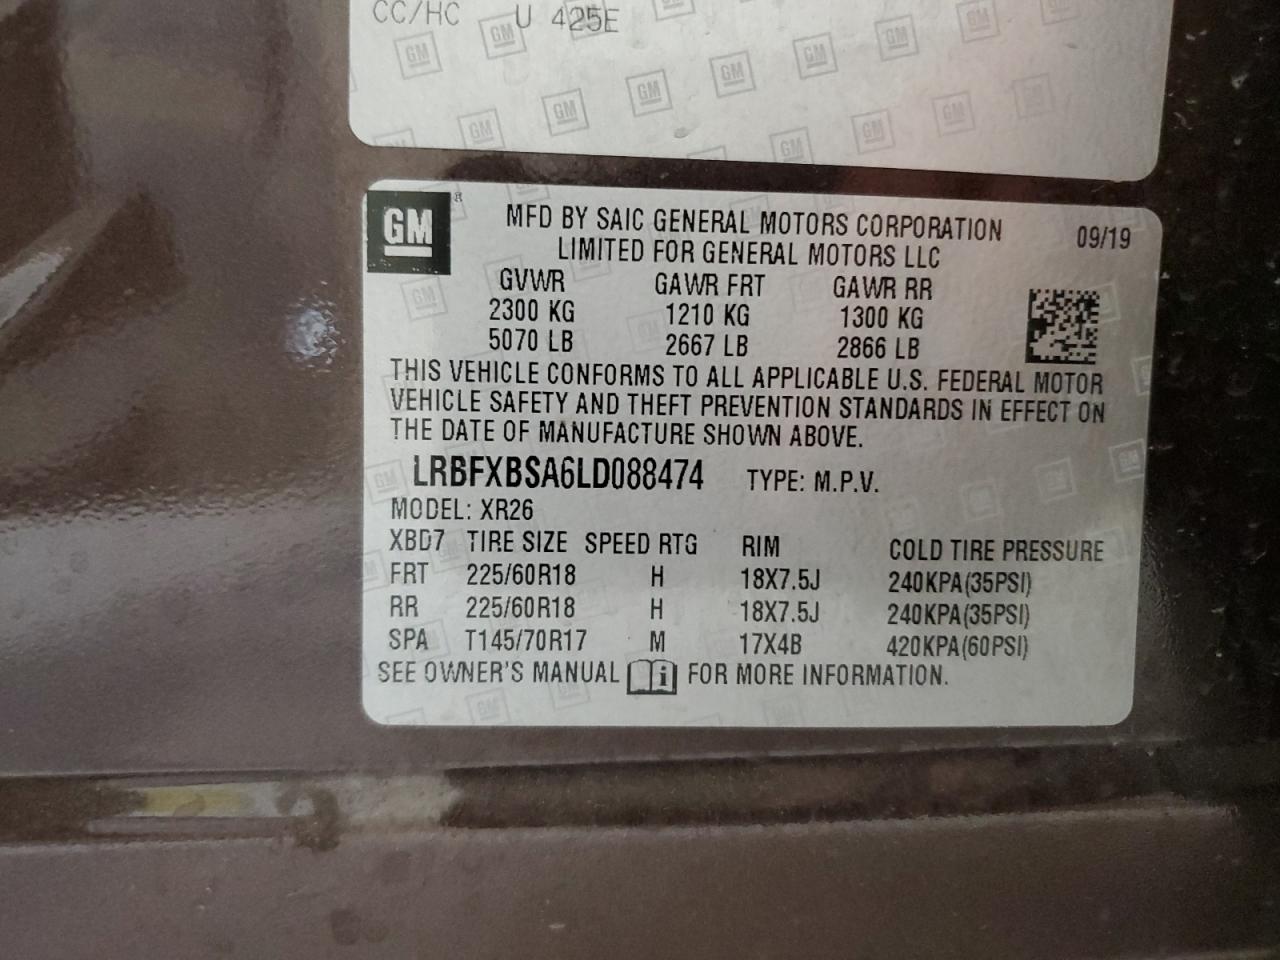 CC/HC U 425E
GM
MFD BY SAIC GENERAL MOTORS CORPORATION 09/19
LIMITED FOR GENERAL MOTORS LLC
GVWR GAWR FRT GAWR RR
2300 KG 1210 KG 1300 KG
5070 LB 2667 LB 2866 LB
THIS VEHICLE CONFORMS TO ALL APPLICABLE U.S. FEDERAL MOTOR
VEHICLE SAFETY AND THEFT PREVENTION STANDARDS IN EFFECT ON
THE DATE OF MANUFACTURE SHOWN ABOVE.
LRBFXBSA6LD088474 TYPE: M.P.V.
MODEL: XR26
XBD7 TIRE SIZE SPEED RTG RIM COLD TIRE PRESSURE
FRT 225/60R18 H 18X7.5J 240KPA(35PSI)
RR 225/60R18 H 18X7.5J 240KPA(35PSI)
SPA T145/70R17 M 17X4B 420KPA(60PSI)
SEE OWNER'S MANUAL i FOR MORE INFORMATION.